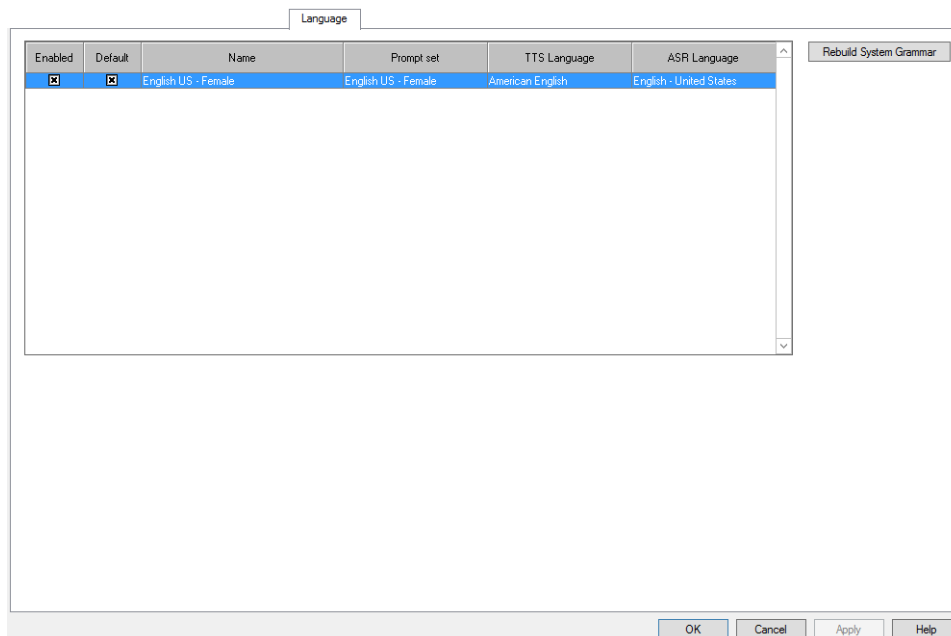 Language
Enabled Default Name Prompt set TTS Language ASR Language
English US - Female English US - Female American English English - United States
Rebuild System Grammar
OK Cancel Apply Help